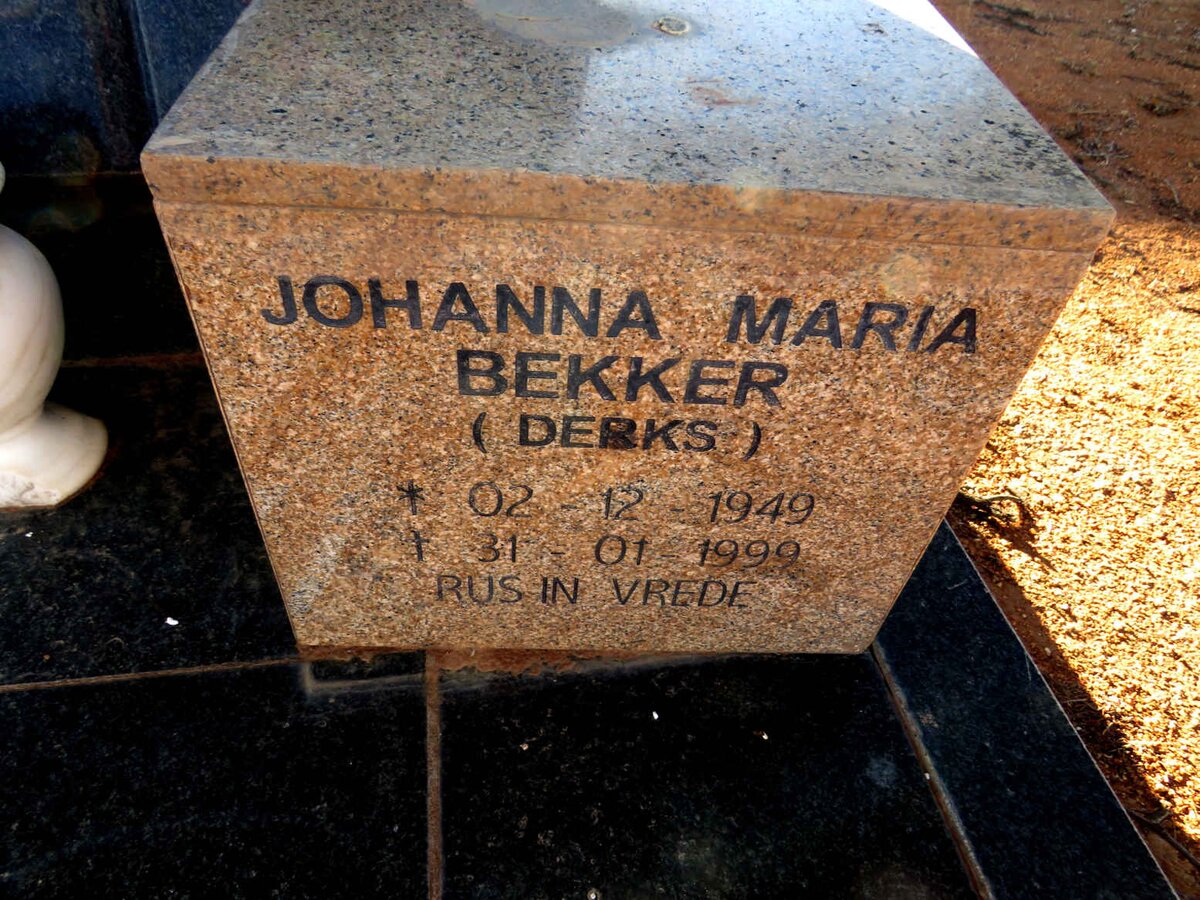 JOHANNA MARIA
BEKKER
( DERKS )
* 02 - 12 - 1949
† 31 - 01 - 1999
RUS IN VREDE